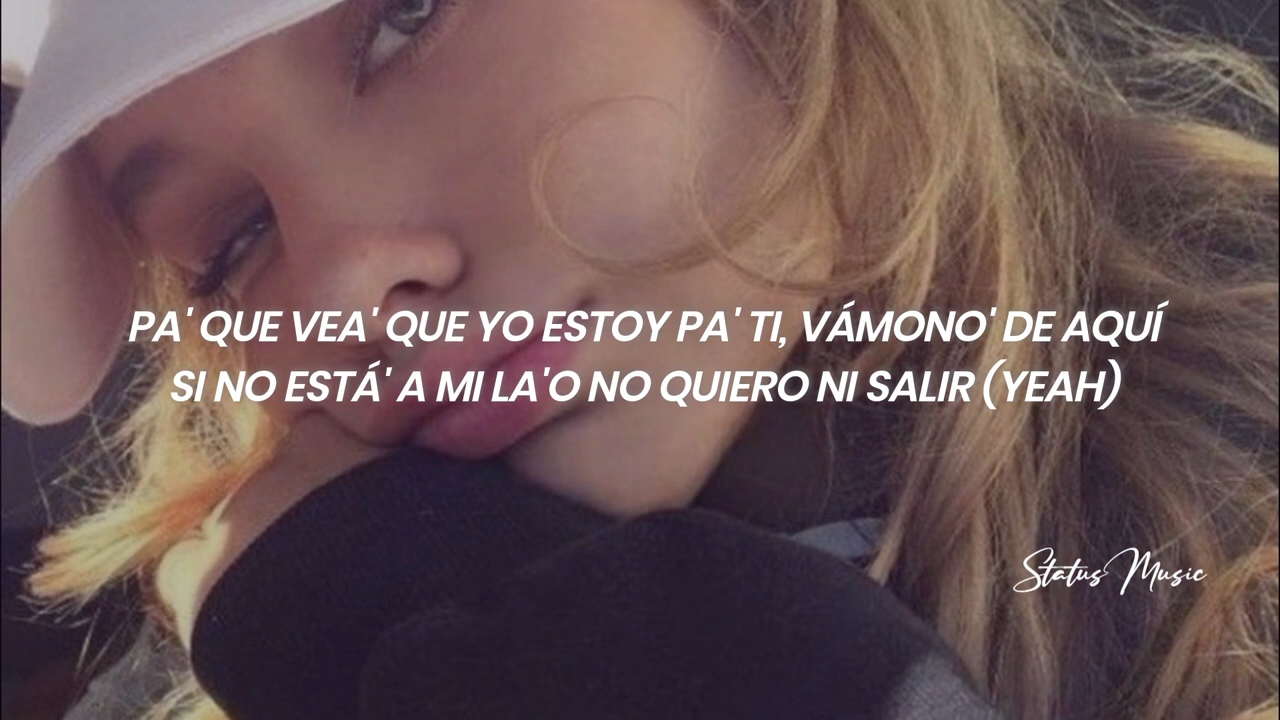 PA' QUE VEA' QUE YO ESTOY PA' TI, VÁMONO' DE AQUÍ
SI NO ESTÁ' A MI LA'O NO QUIERO NI SALIR (YEAH)
Status Music